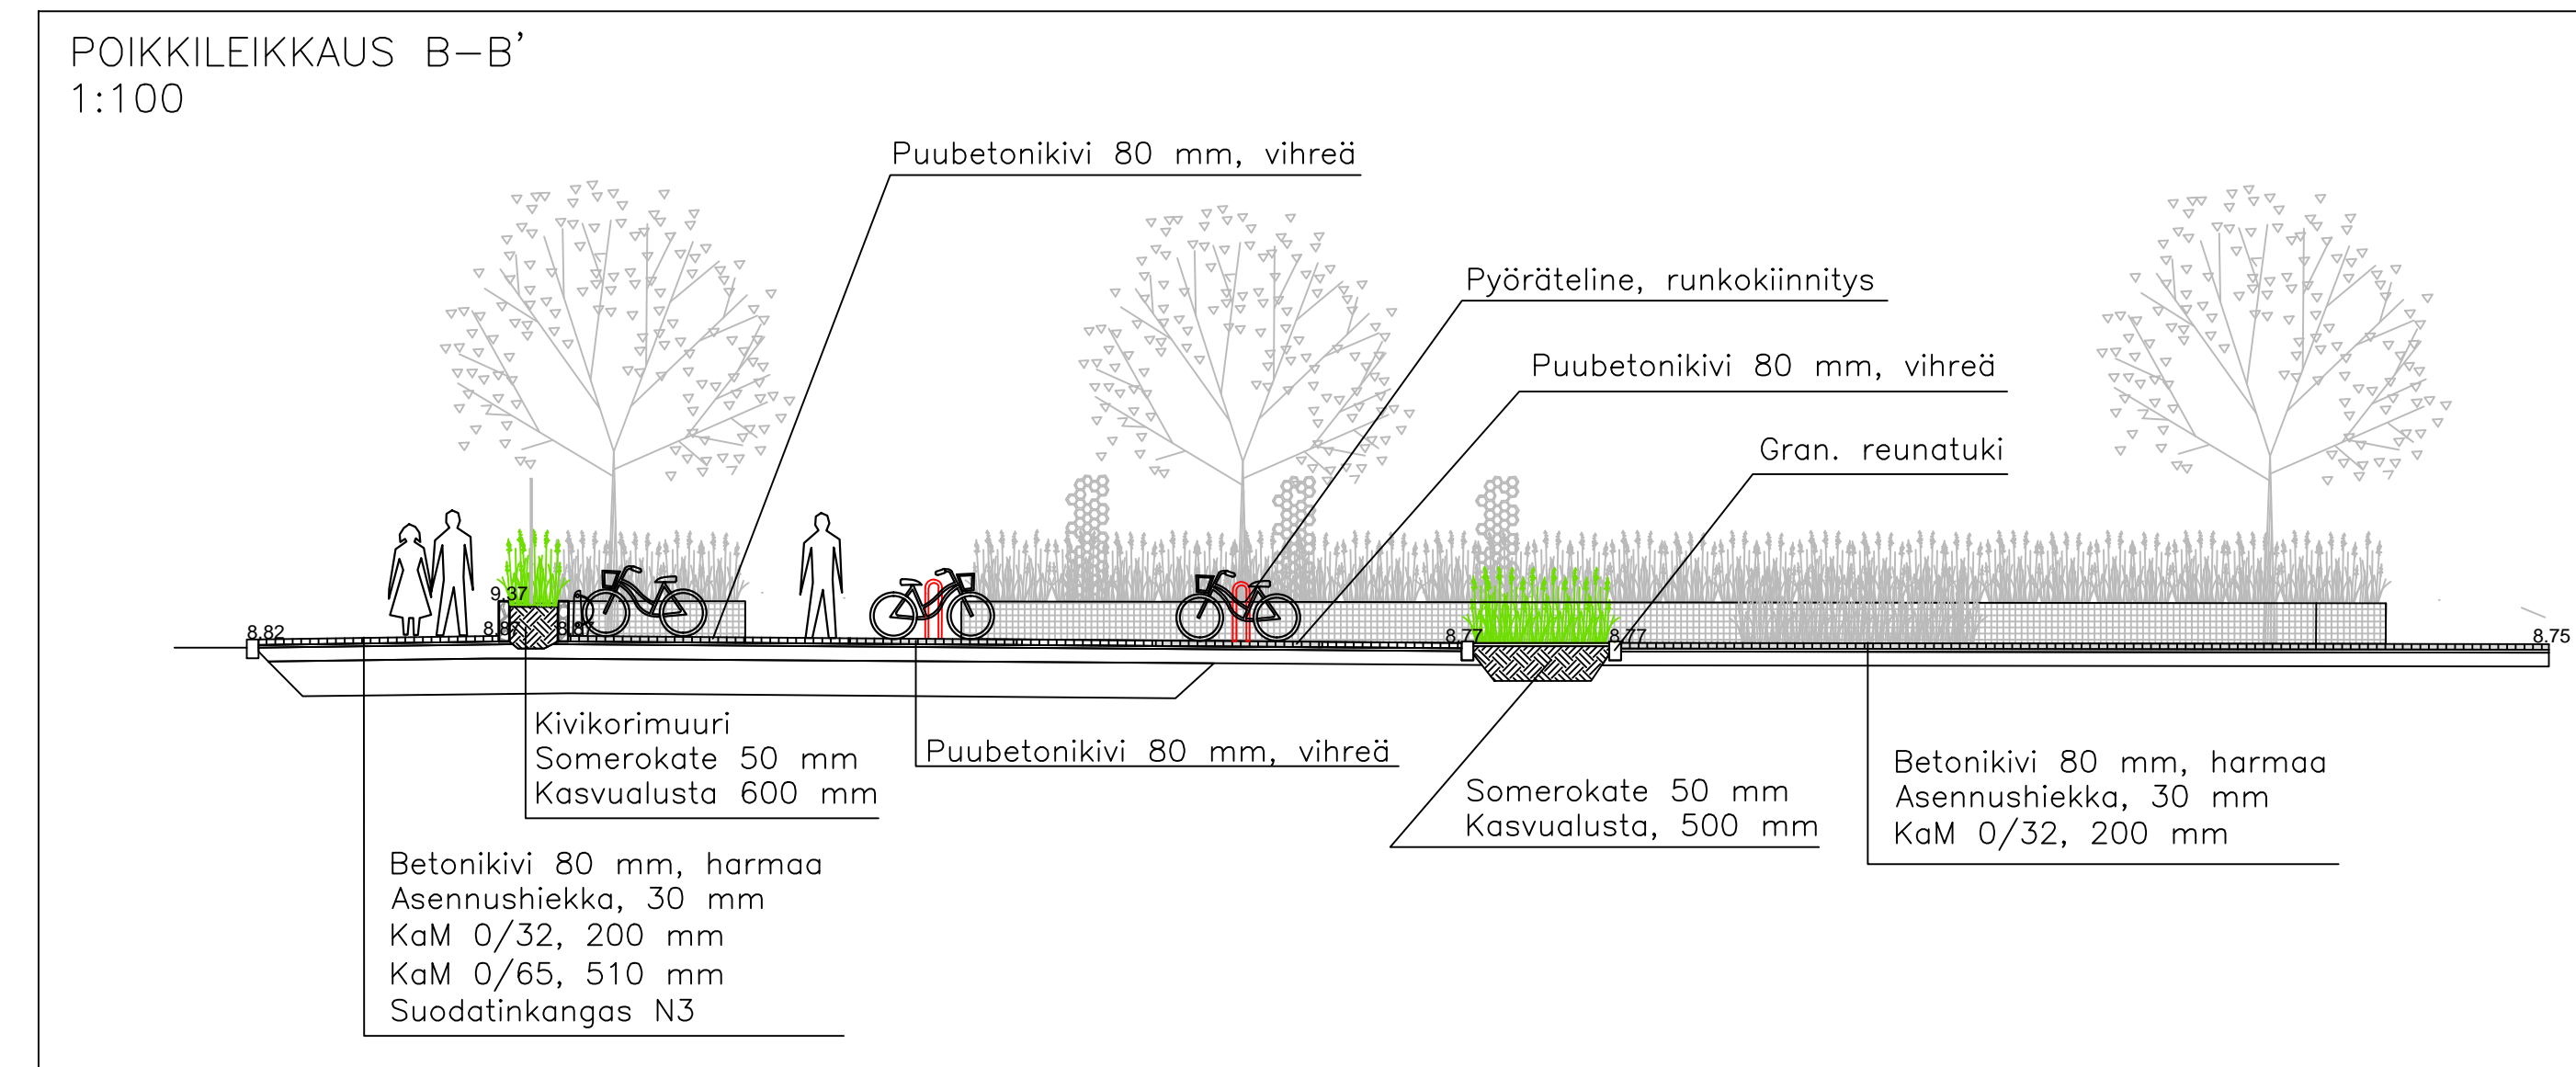 POIKKILEIKKAUS B–B’
1:100
Puubetonikivi 80 mm, vihreä
Pyöräteline, runkokiinnitys
Puubetonikivi 80 mm, vihreä
Gran. reunatuki
9.37
8.82
8.77
8.77
8.75
Kivikorimuuri
Somerokate 50 mm
Kasvualusta 600 mm
Puubetonikivi 80 mm, vihreä
Somerokate 50 mm
Kasvualusta, 500 mm
Betonikivi 80 mm, harmaa
Asennushiekka, 30 mm
KaM 0/32, 200 mm
Betonikivi 80 mm, harmaa
Asennushiekka, 30 mm
KaM 0/32, 200 mm
KaM 0/65, 510 mm
Suodatinkangas N3